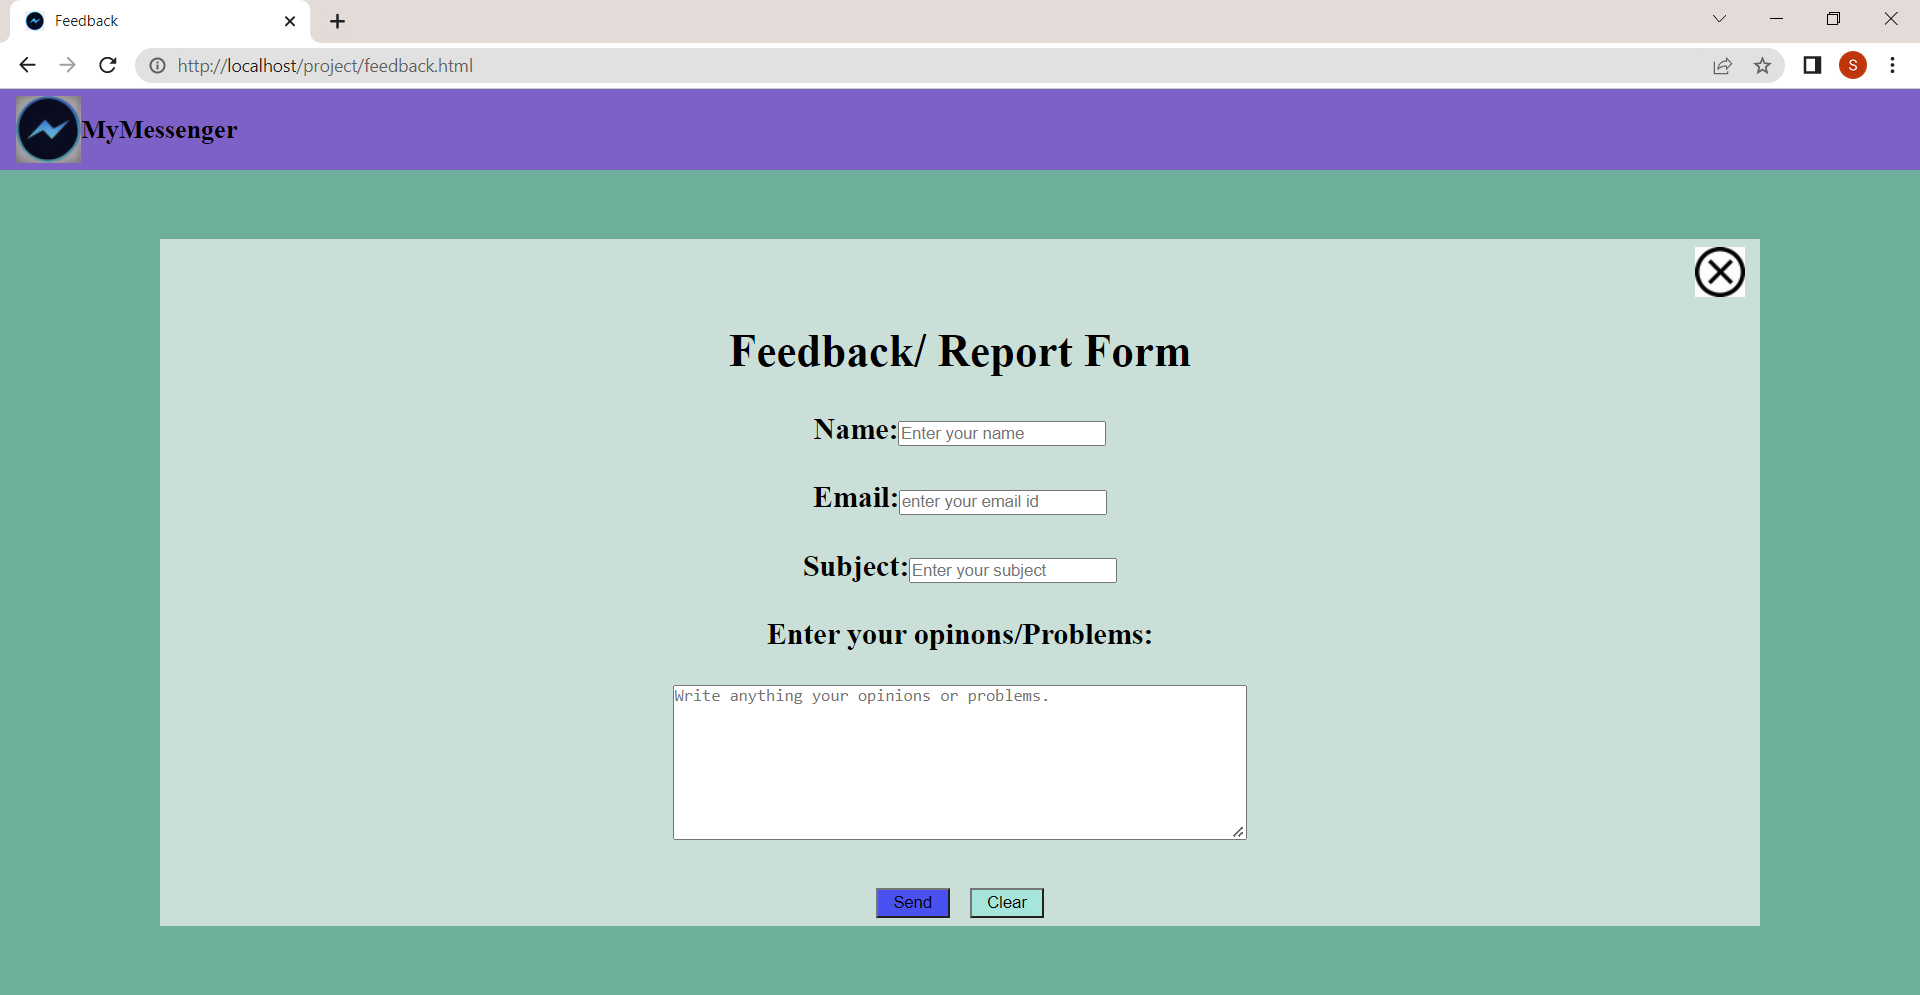 Feedback
http://localhost/project/feedback.html
S
MyMessenger
Feedback/ Report Form
Name: Enter your name
Email: enter your email id
Subject: Enter your subject
Enter your opinons/Problems:
Write anything your opinions or problems.
Send Clear